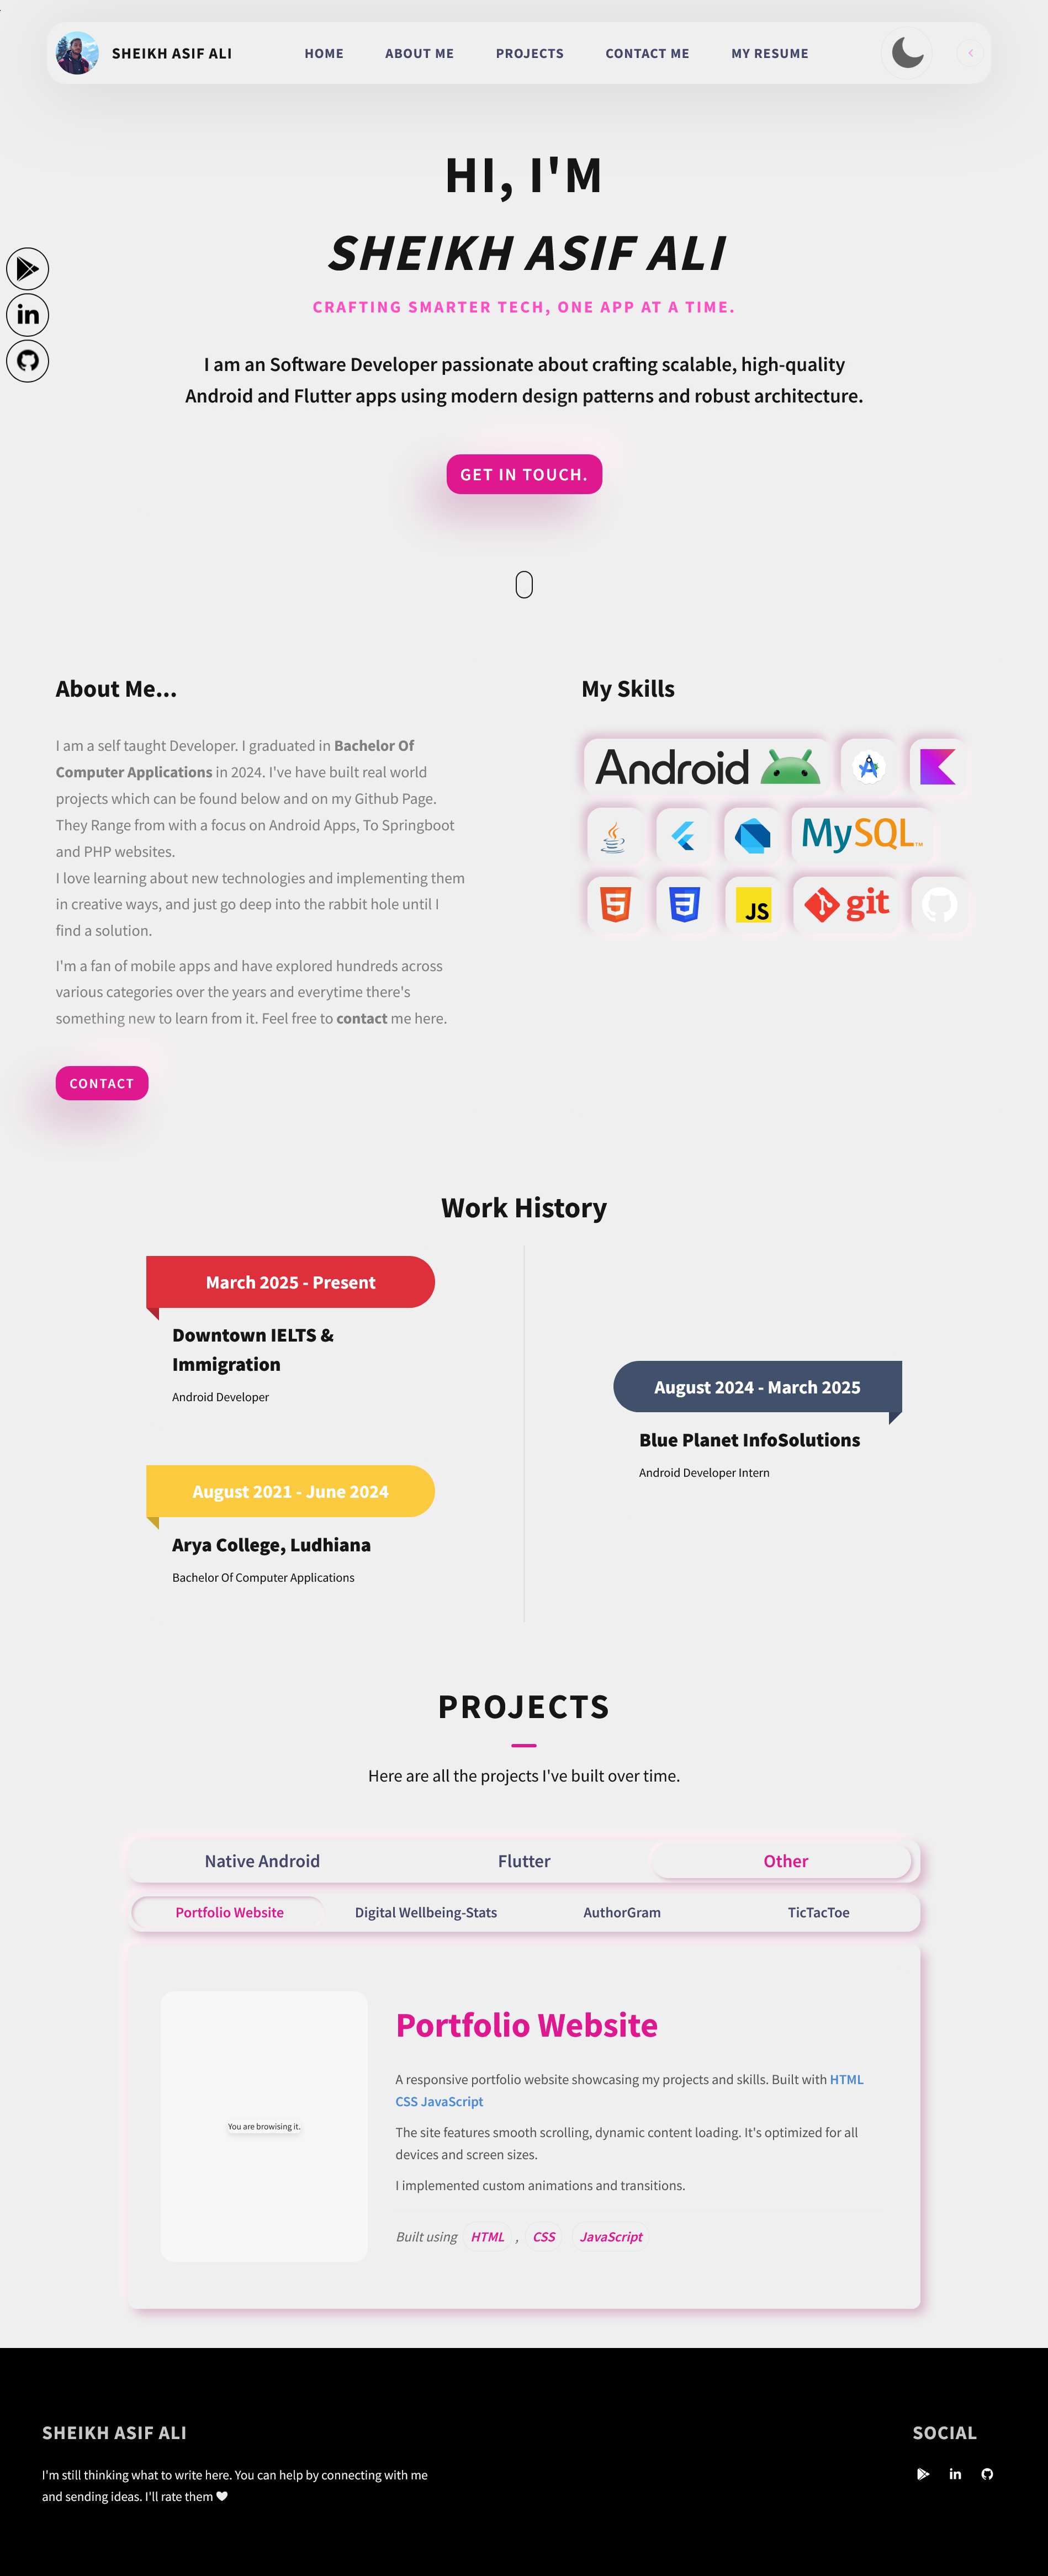 SHEIKH ASIF ALI
HOME
ABOUT ME
PROJECTS
CONTACT ME
MY RESUME
HI, I'M
SHEIKH ASIF ALI
CRAFTING SMARTER TECH, ONE APP AT A TIME.
I am an Software Developer passionate about crafting scalable, high-quality
Android and Flutter apps using modern design patterns and robust architecture.
in
GET IN TOUCH.
About Me...
I am a self taught Developer. I graduated in Bachelor Of
Computer Applications in 2024. I've have built real world
projects which can be found below and on my Github Page.
They Range from with a focus on Android Apps, To Springboot
and PHP websites.
I love learning about new technologies and implementing them
in creative ways, and just go deep into the rabbit hole until I
find a solution.
I'm a fan of mobile apps and have explored hundreds across
various categories over the years and everytime there's
something new to learn from it. Feel free to contact me here.
CONTACT
My Skills
Android
MySQL™
JS
git
Work History
March 2025 - Present
Downtown IELTS &
Immigration
Android Developer
August 2024 - March 2025
Blue Planet InfoSolutions
Android Developer Intern
August 2021 - June 2024
Arya College, Ludhiana
Bachelor Of Computer Applications
PROJECTS
Here are all the projects I've built over time.
Native Android
Flutter
Other
Portfolio Website
Digital Wellbeing-Stats
AuthorGram
TicTacToe
You are browising it.
Portfolio Website
A responsive portfolio website showcasing my projects and skills. Built with HTML
CSS JavaScript
The site features smooth scrolling, dynamic content loading. It's optimized for all
devices and screen sizes.
I implemented custom animations and transitions.
Built using HTML , CSS JavaScript
SHEIKH ASIF ALI
I'm still thinking what to write here. You can help by connecting with me
and sending ideas. I'll rate them 🖤
SOCIAL
in